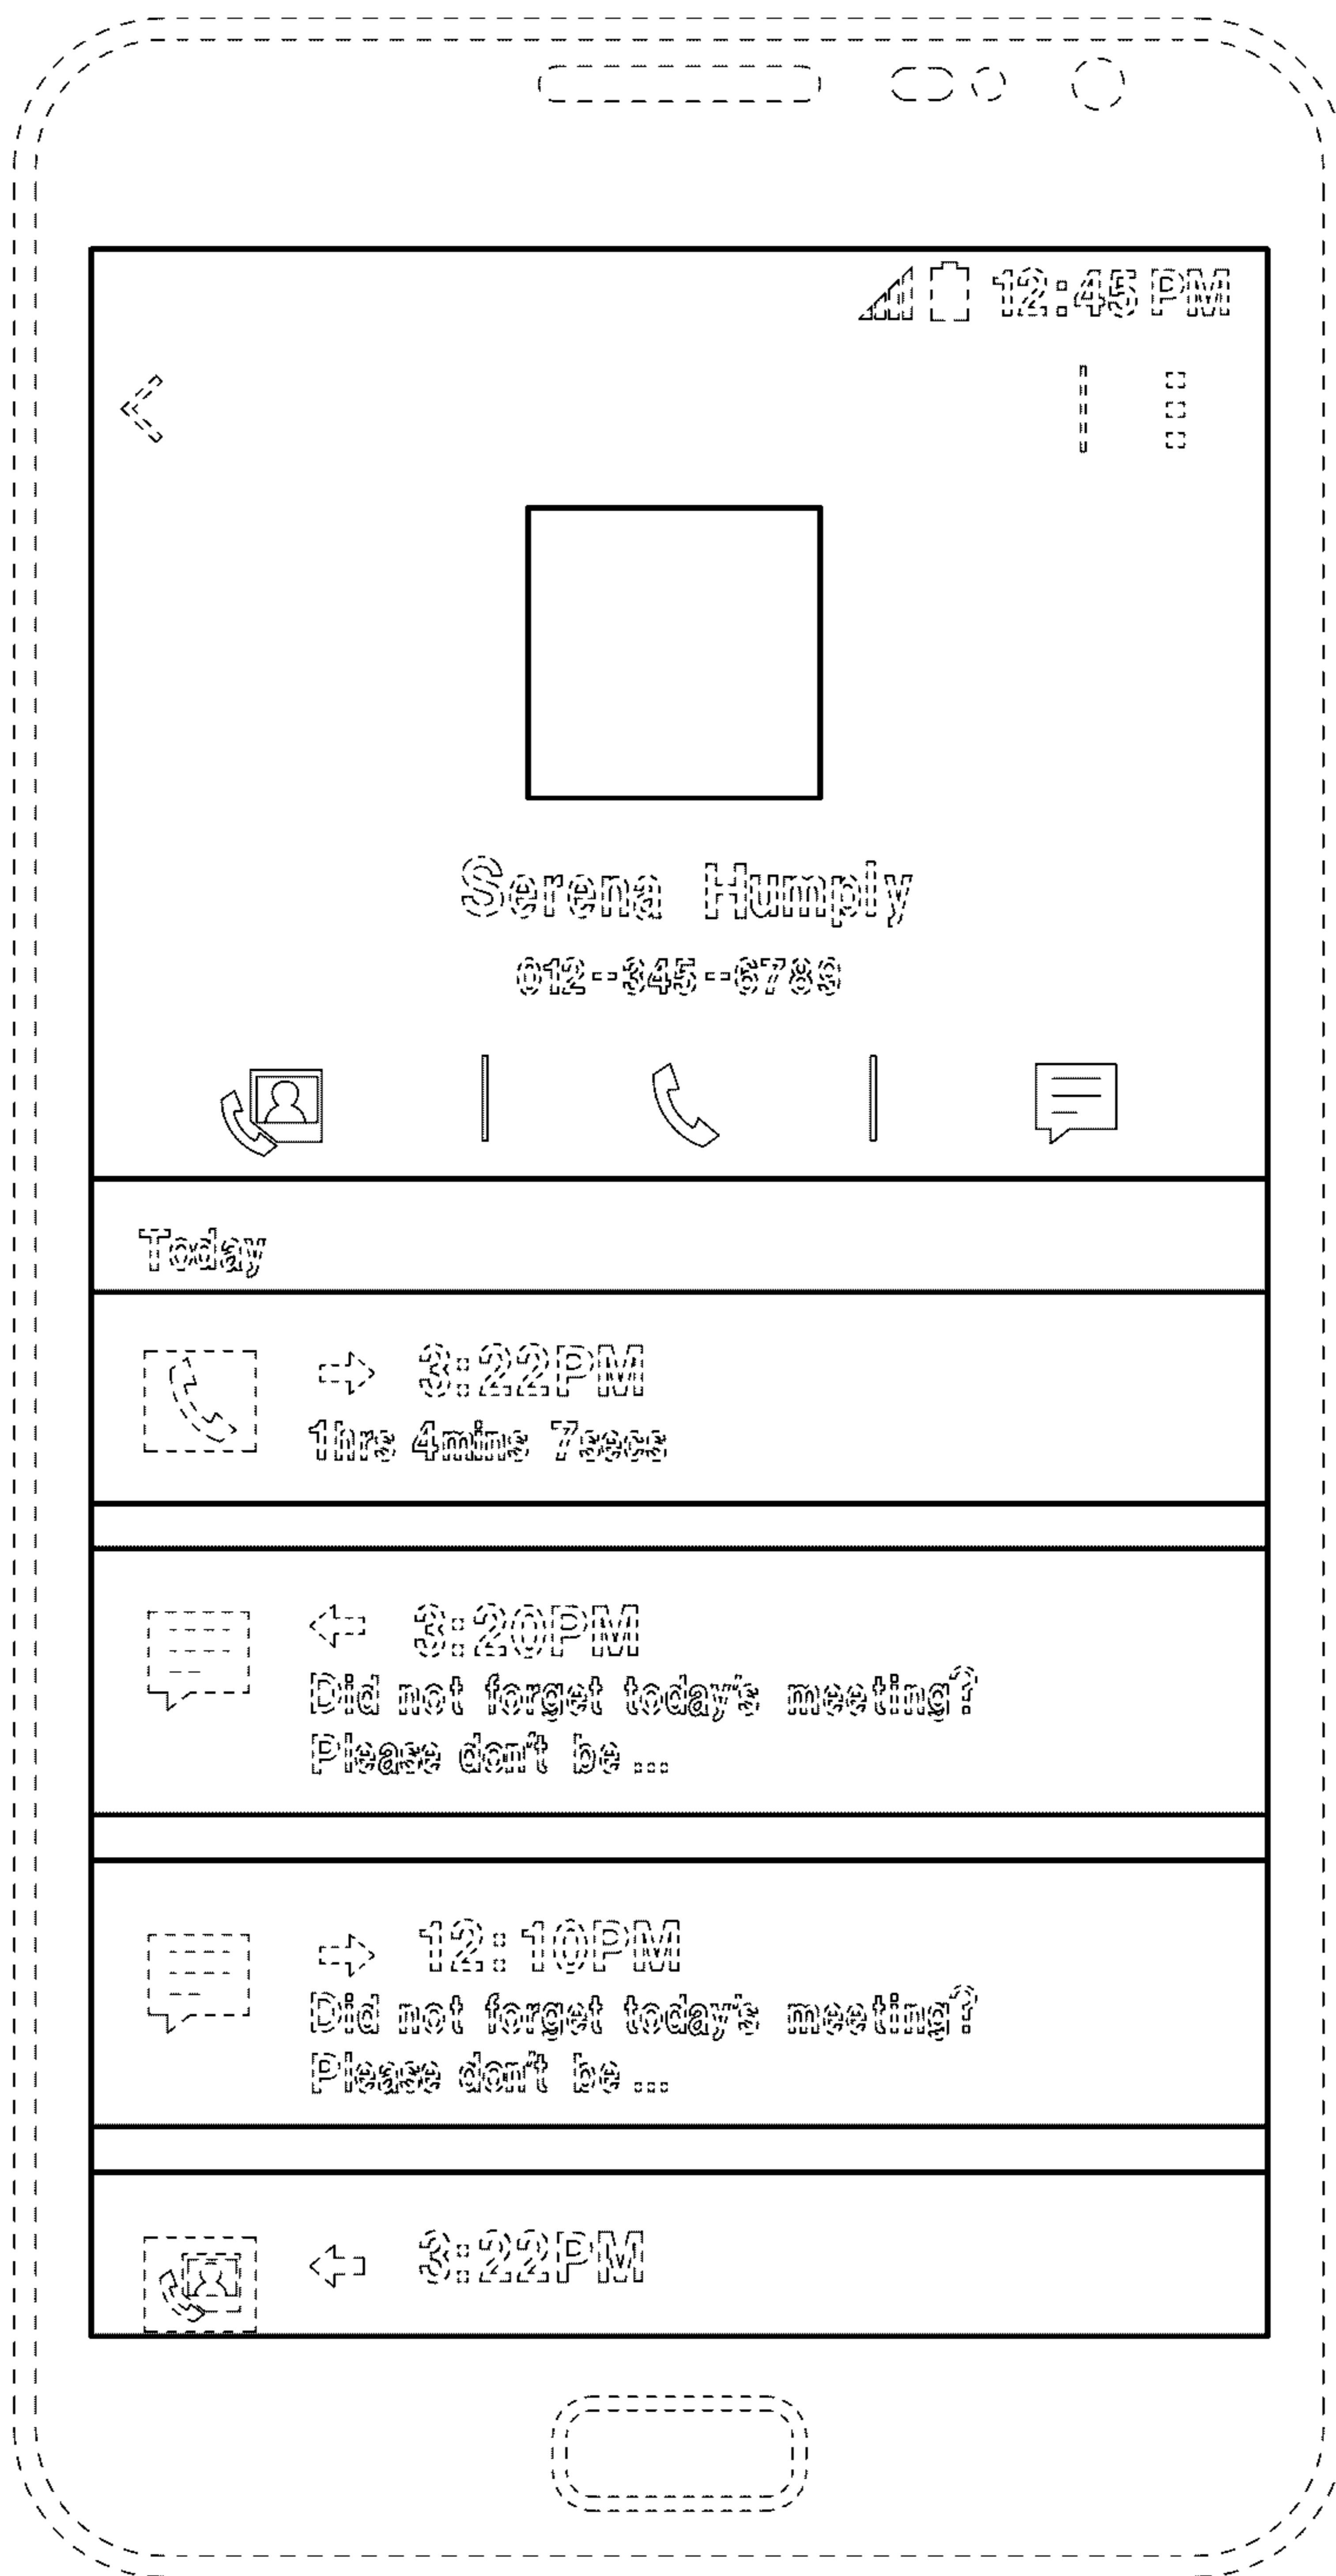 12:45 PM
Serena Humply
012--345--6789
Today
3:22PM
1hrs 4mins 7secs
3:20PM
Did not forget today's meeting?
Please don't be ...
12:10PM
Did not forget today's meeting?
Please don't be ...
3:22PM